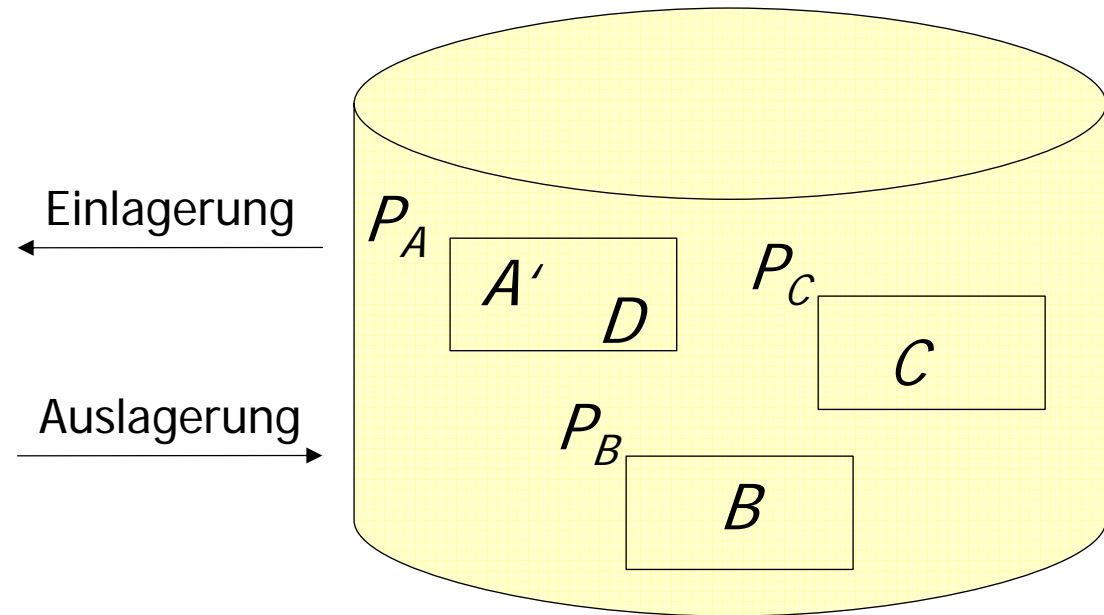 Einlagerung
P_A
A'
D
P_C
C
Auslagerung
P_B
B